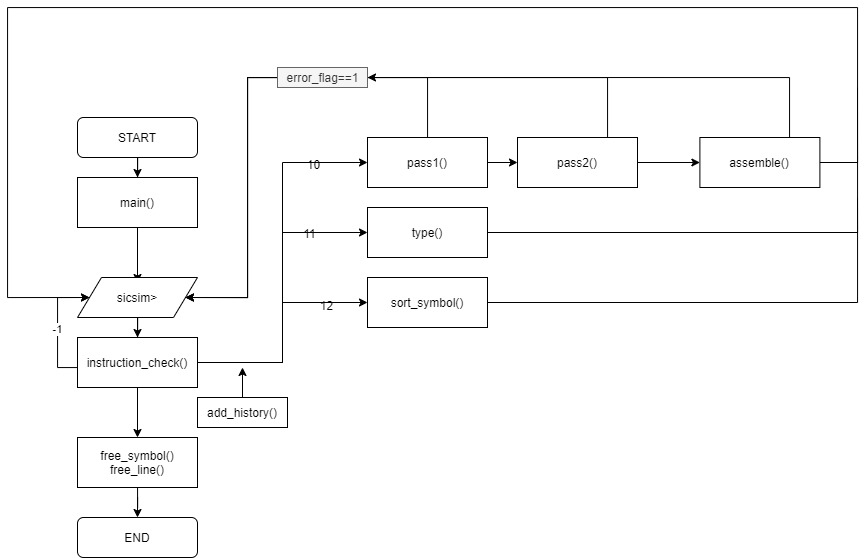 error_flag==1
START
10
pass1()
pass2()
assemble()
main()
11
type()
sicsim>
12
sort_symbol()
-1
instruction_check()
add_history()
free_symbol()
free_line()
END